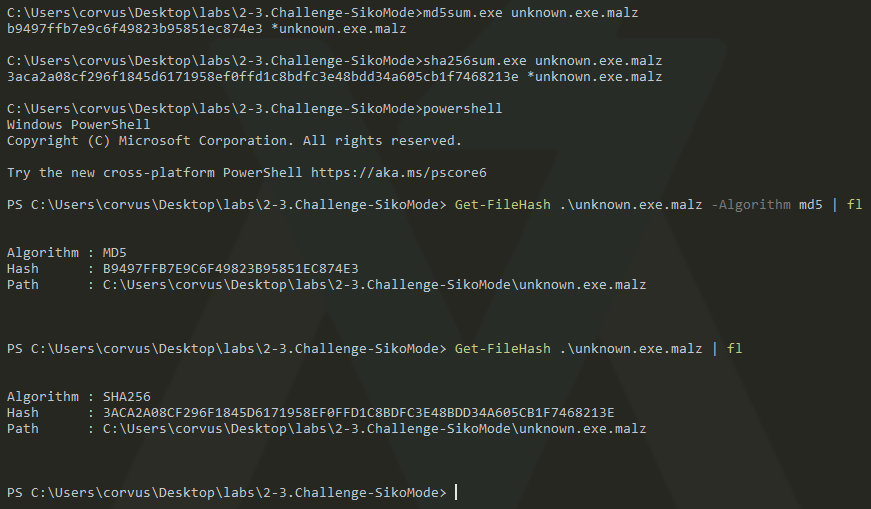 C:\Users\corvus\Desktop\labs\2-3.Challenge-SikoMode>md5sum.exe unknown.exe.malz
b9497ffb7e9c6f49823b95851ec874e3 *unknown.exe.malz
C:\Users\corvus\Desktop\labs\2-3.Challenge-SikoMode>sha256sum.exe unknown.exe.malz
3aca2a08cf296f1845d6171958ef0ffd1c8bdfc3e48bdd34a605cb1f7468213e *unknown.exe.malz
C:\Users\corvus\Desktop\labs\2-3.Challenge-SikoMode>powershell
Windows PowerShell
Copyright (C) Microsoft Corporation. All rights reserved.
Try the new cross-platform PowerShell https://aka.ms/pscore6
PS C:\Users\corvus\Desktop\labs\2-3.Challenge-SikoMode> Get-FileHash .\unknown.exe.malz -Algorithm md5 | fl
Algorithm : MD5
Hash      : B9497FFB7E9C6F49823B95851EC874E3
Path      : C:\Users\corvus\Desktop\labs\2-3.Challenge-SikoMode\unknown.exe.malz
PS C:\Users\corvus\Desktop\labs\2-3.Challenge-SikoMode> Get-FileHash .\unknown.exe.malz | fl
Algorithm : SHA256
Hash      : 3ACA2A08CF296F1845D6171958EF0FFD1C8BDFC3E48BDD34A605CB1F7468213E
Path      : C:\Users\corvus\Desktop\labs\2-3.Challenge-SikoMode\unknown.exe.malz
PS C:\Users\corvus\Desktop\labs\2-3.Challenge-SikoMode>